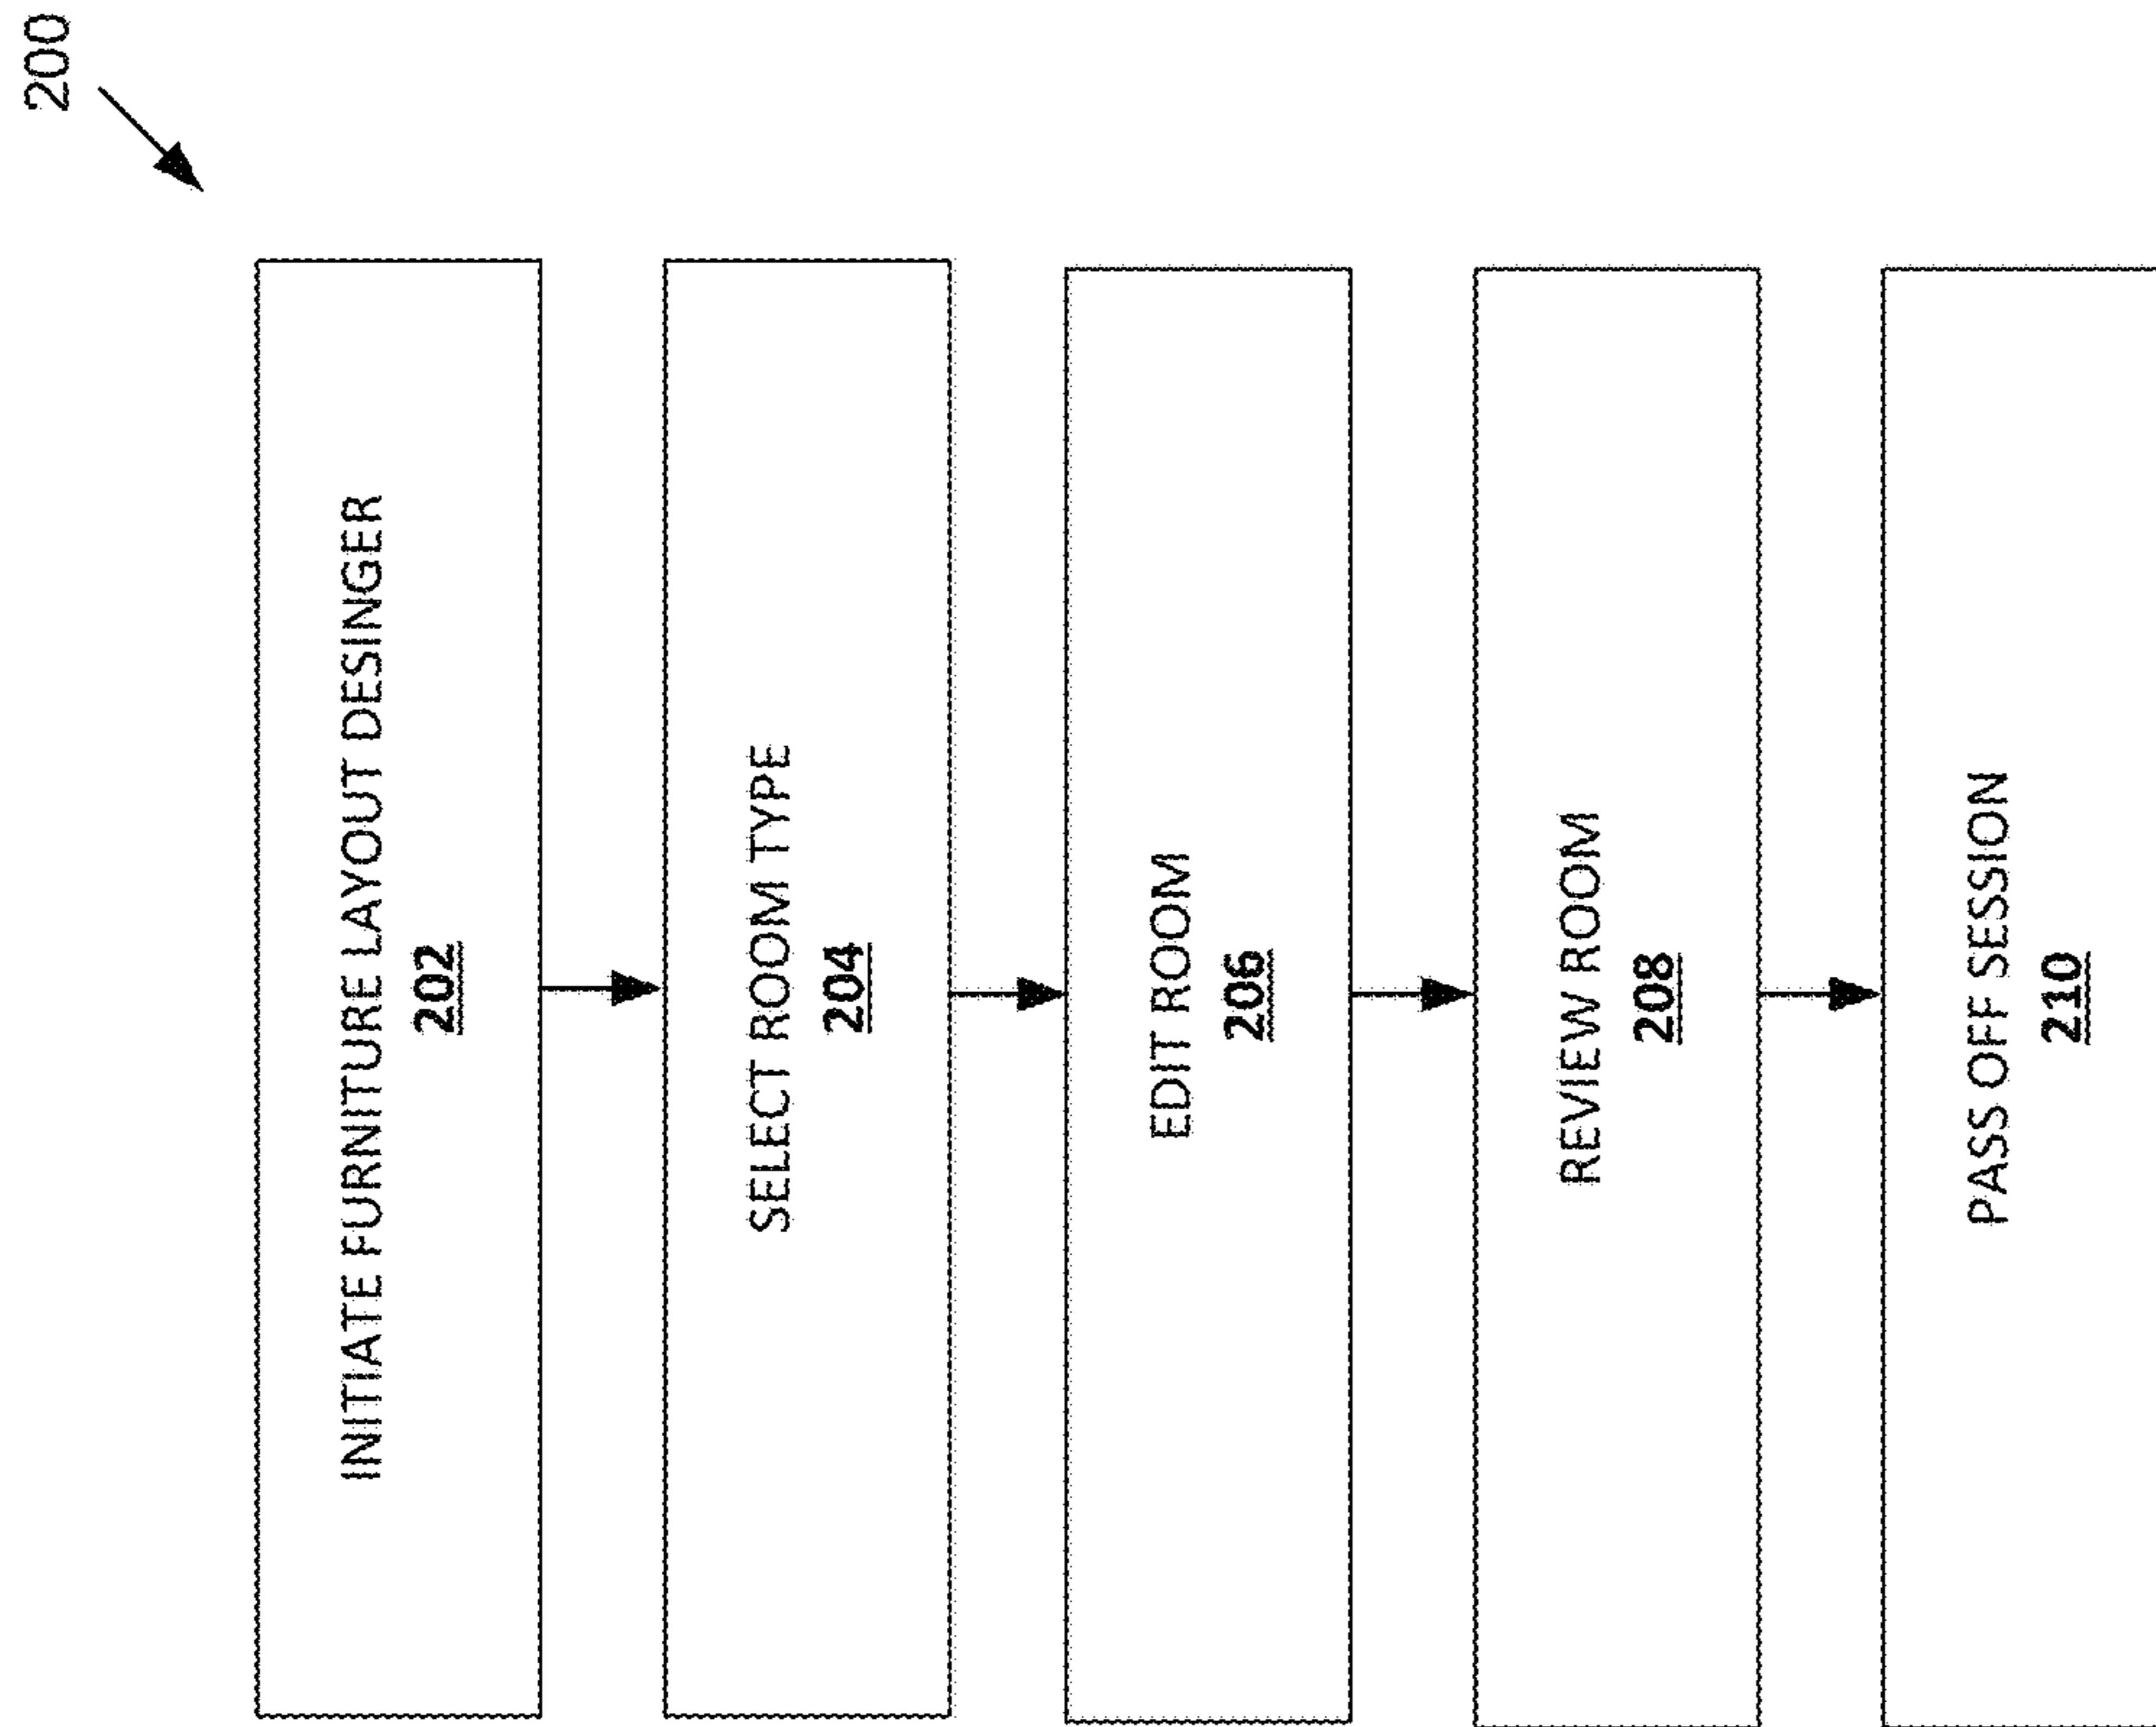 200
INITIATE FURNITURE LAYOUT DESINGER
202
SELECT ROOM TYPE
204
EDIT ROOM
206
REVIEW ROOM
208
PASS OFF SESSION
210